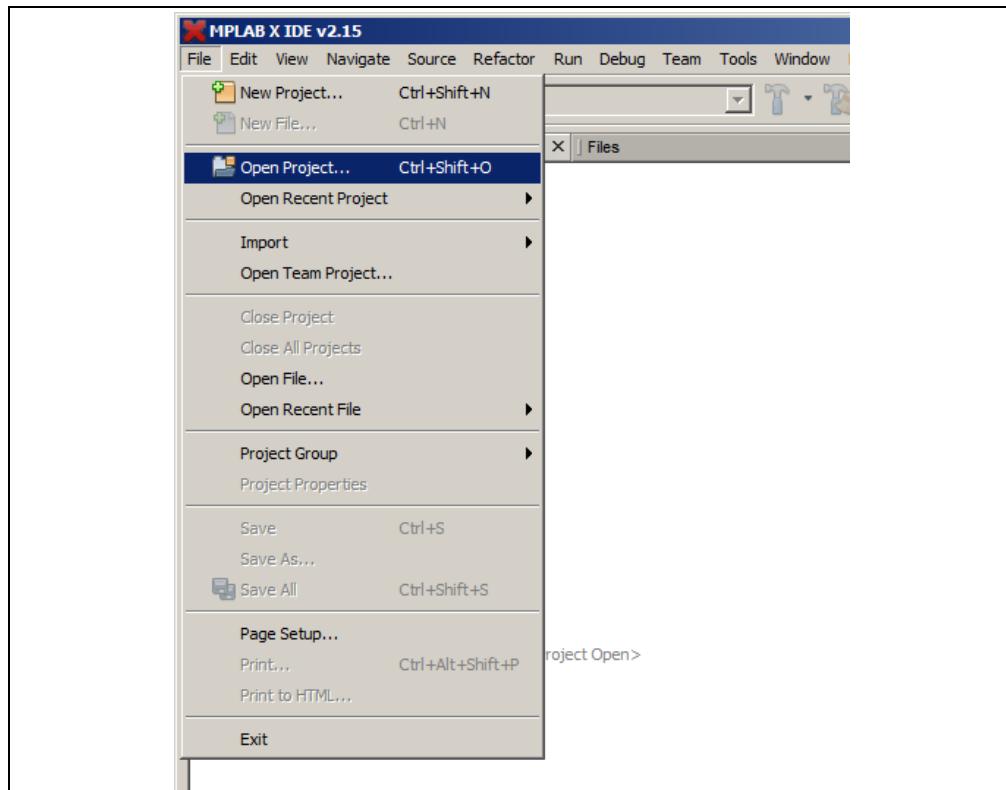 MPLAB X IDE v2.15
File Edit View Navigate Source Refactor Run Debug Team Tools Window
New Project... Ctrl+Shift+N
New File... Ctrl+N
Files
Open Project... Ctrl+Shift+O
Open Recent Project
Import
Open Team Project...
Close Project
Close All Projects
Open File...
Open Recent File
Project Group
Project Properties
Save Ctrl+S
Save As...
Save All Ctrl+Shift+S
Page Setup...
roject Open>
Print... Ctrl+Alt+Shift+P
Print to HTML...
Exit